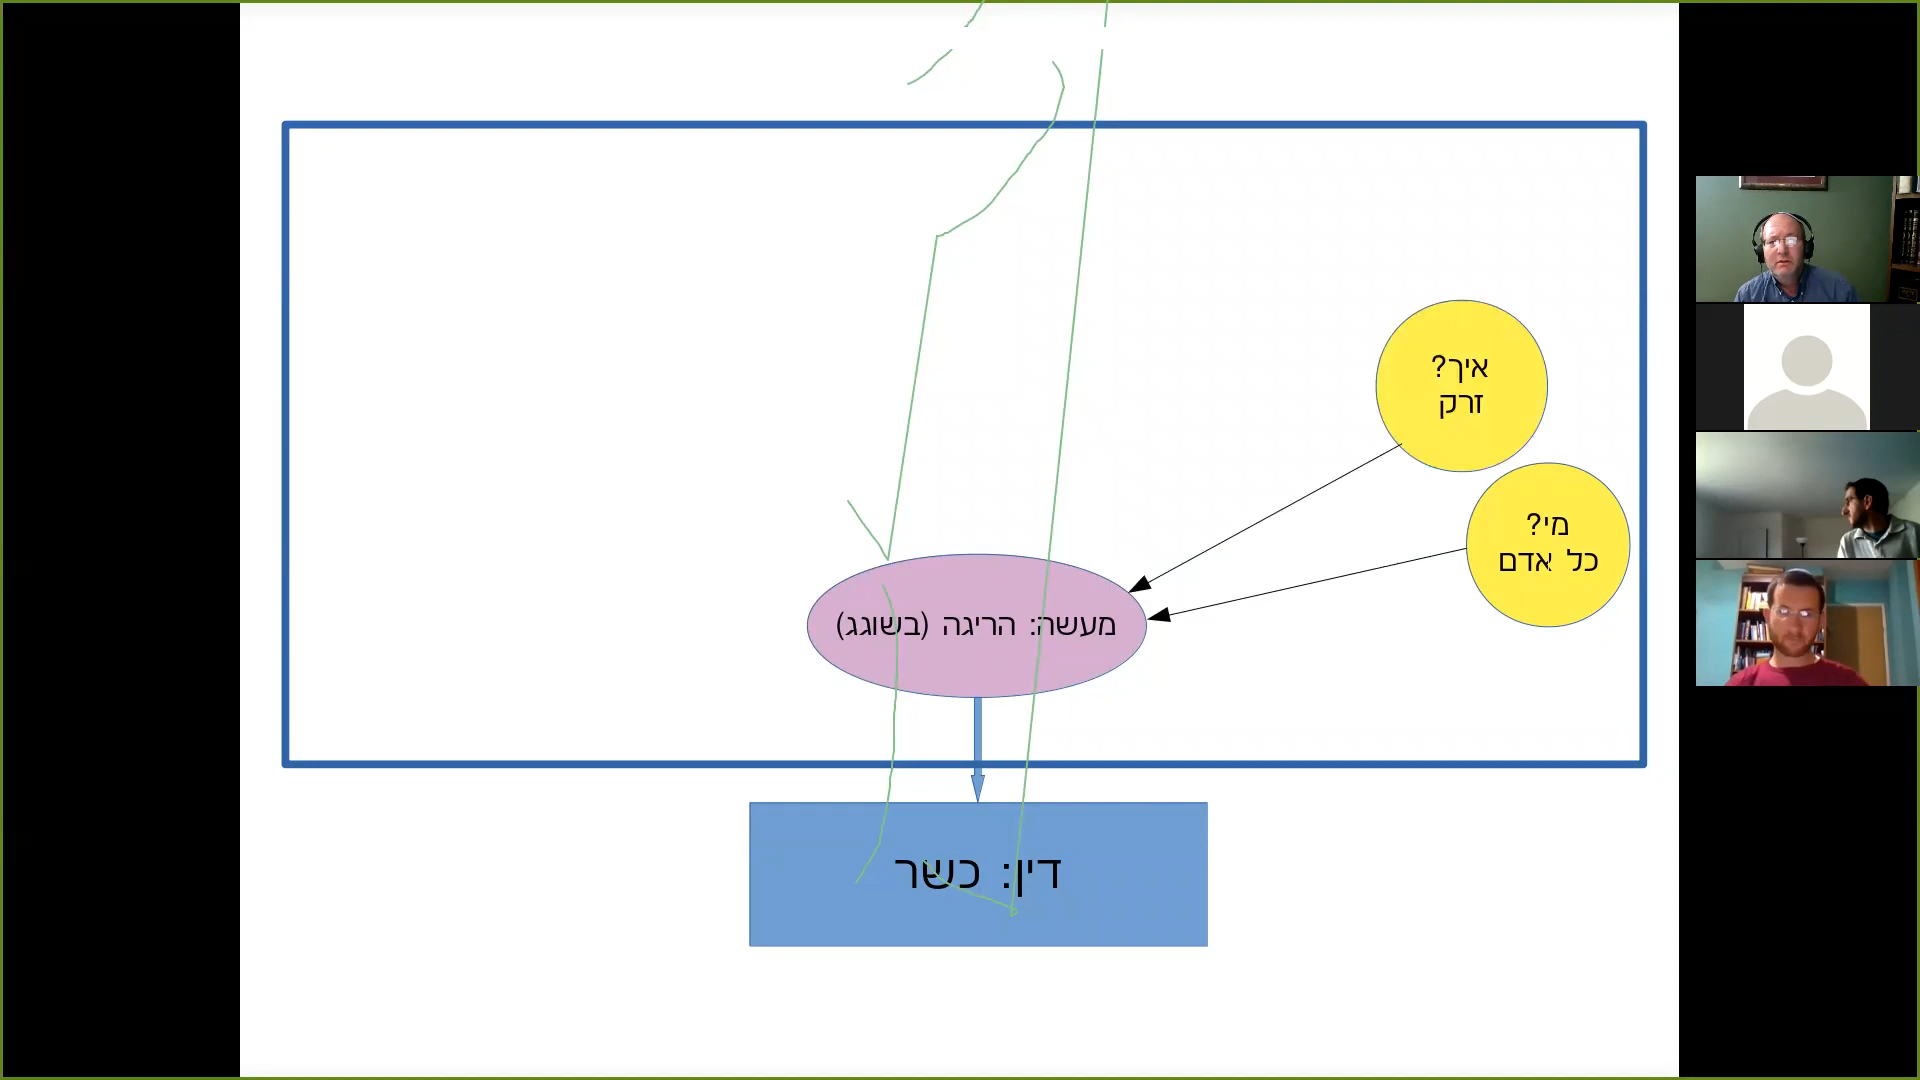 איך?
זרק
מי?
כל אדם
מעשה: הריגה (בשוגג)
דין: כשר